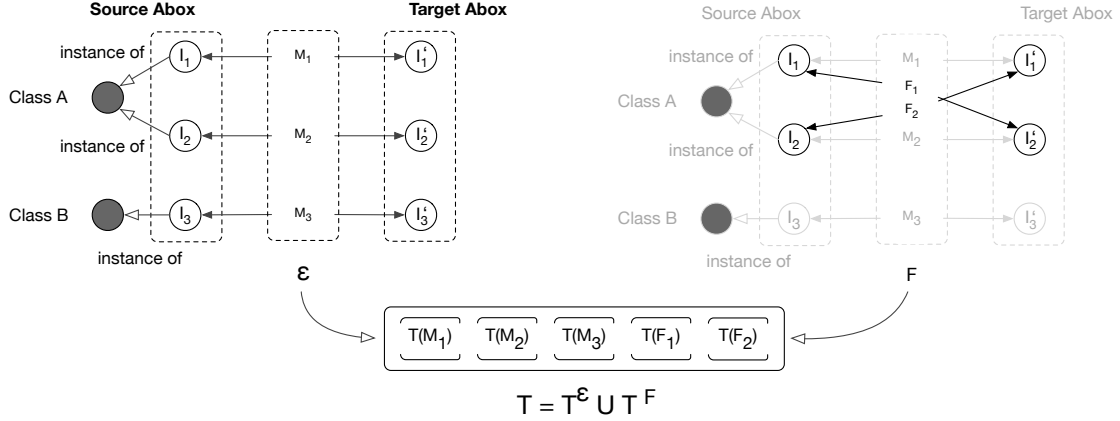 Source Abox
Target Abox
instance of
I1
M1
I‘1
Class A
I2
M2
I‘2
instance of
Class B
I3
M3
I‘3
instance of
ε
Source Abox
Target Abox
instance of
I1
M1
I‘1
F1
Class A
F2
I2
M2
I‘2
instance of
Class B
I3
M3
I‘3
instance of
F
T(M1) T(M2) T(M3) T(F1) T(F2)
T = T^ε U T^F